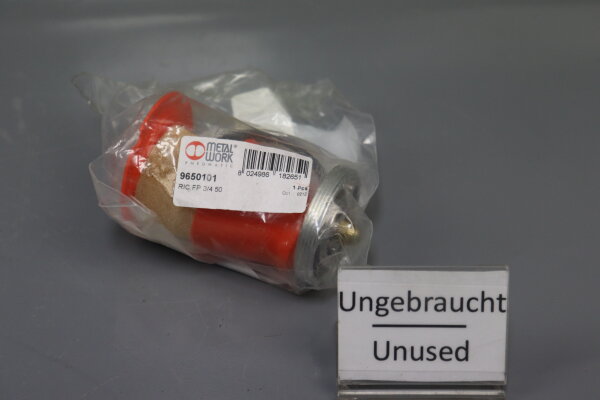 METAL®
WORK
PNEUMATIC
8 024986 182651
9650101
RIC FP 3/4 50
1 Pcs
Ungebraucht
Unused